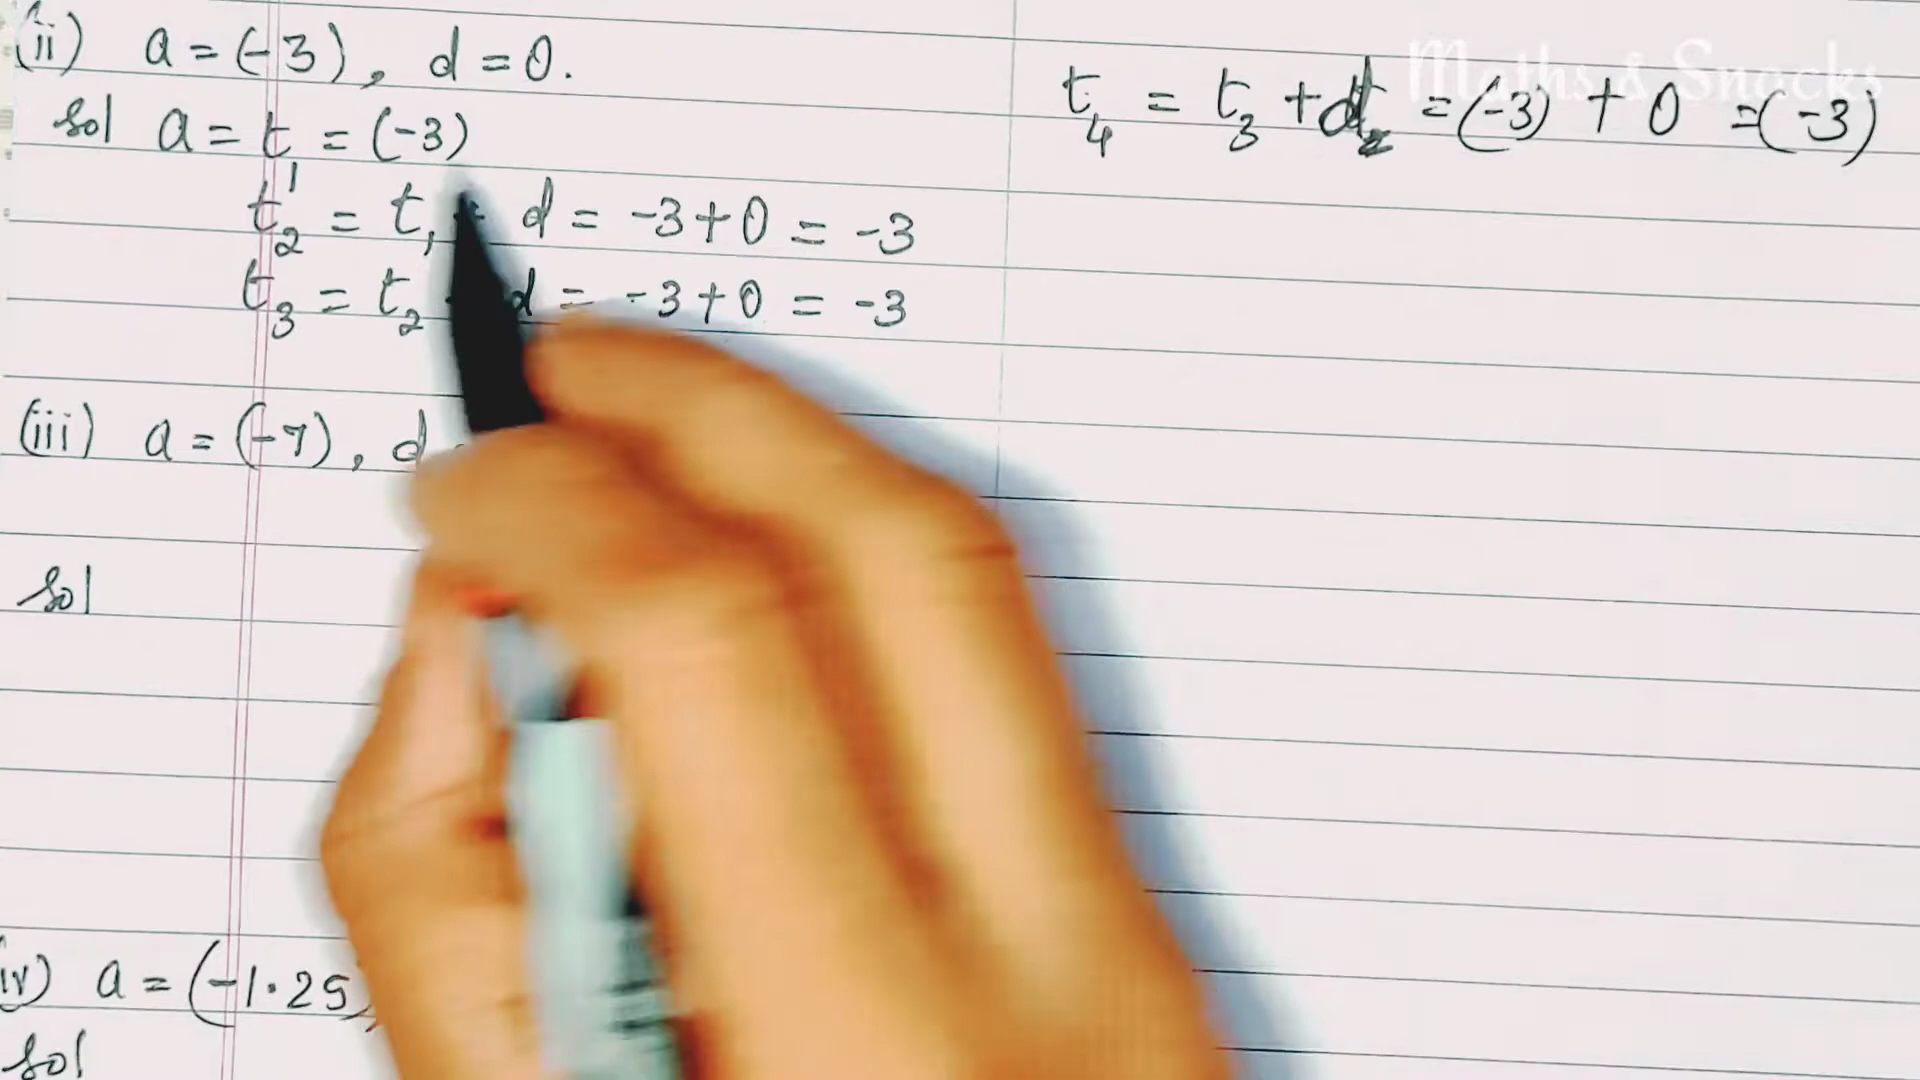 (ii) a = (-3), d = 0.
sol a = t1 = (-3)
t2 = t1 + d = -3+0 = -3
t3 = t2 + d = -3+0 = -3
(iii) a = (-7), d
sol
iv) a = (-1.25)
sol
Maths & Snacks
t4 = t3 + d = (-3) + 0 = (-3)